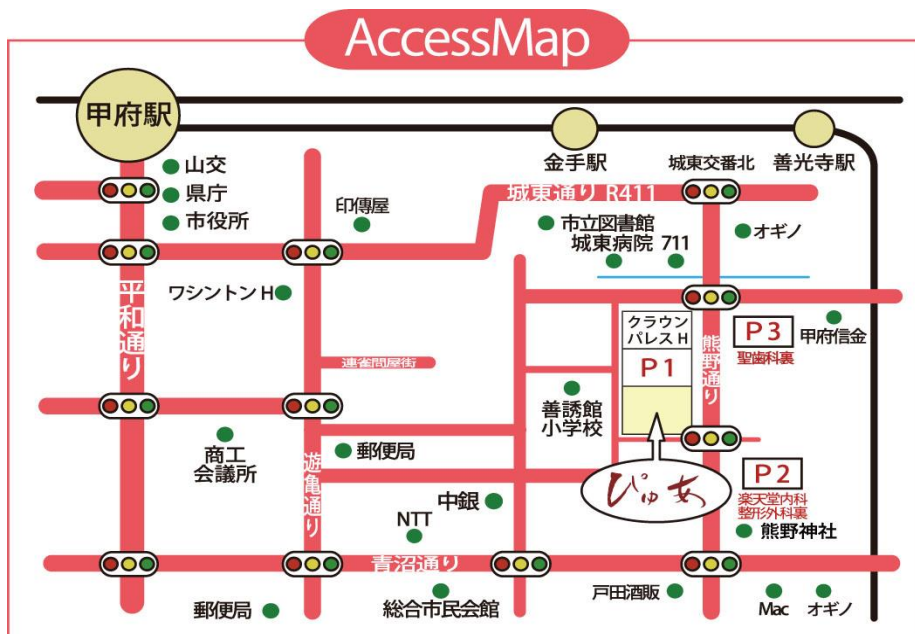 AccessMap
甲府駅
金手駅
城東交番北
善光寺駅
山交
県庁
市役所
印傳屋
城東通り R411
市立図書館
城東病院
711
オギノ
ワシントンH
平和通り
クラウン
パレスH
P1
熊野通り
P3
聖歯科裏
甲府信金
連雀問屋街
善誘館
小学校
商工
会議所
遊亀通り
郵便局
ぴゅあ
P2
楽天堂内科
整形外科裏
中銀
NTT
熊野神社
青沼通り
郵便局
総合市民会館
戸田酒販
Mac
オギノ